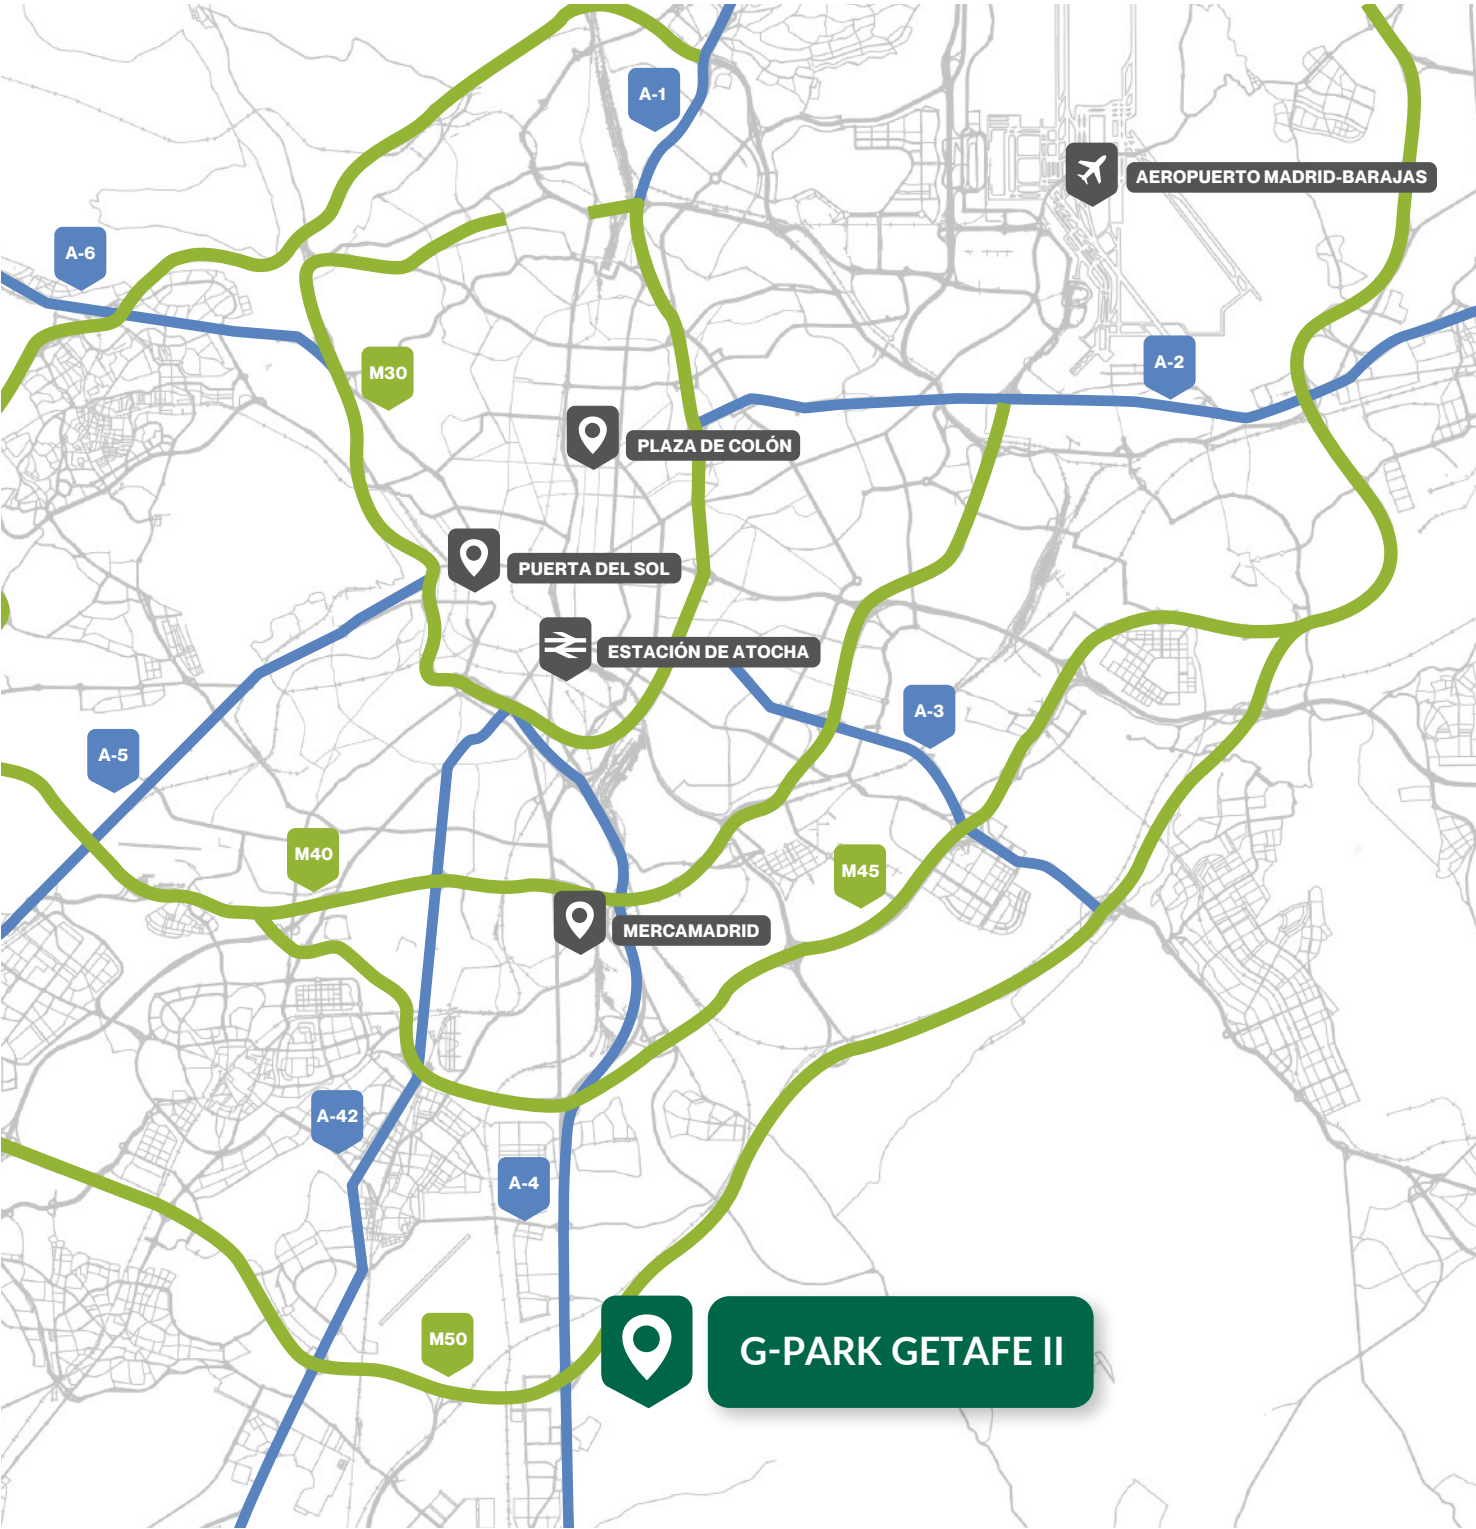 A-1
AEROPUERTO MADRID-BARAJAS
A-6
A-2
M30
PLAZA DE COLÓN
PUERTA DEL SOL
ESTACIÓN DE ATOCHA
A-3
A-5
M40
M45
MERCAMADRID
A-42
A-4
M50
G-PARK GETAFE II